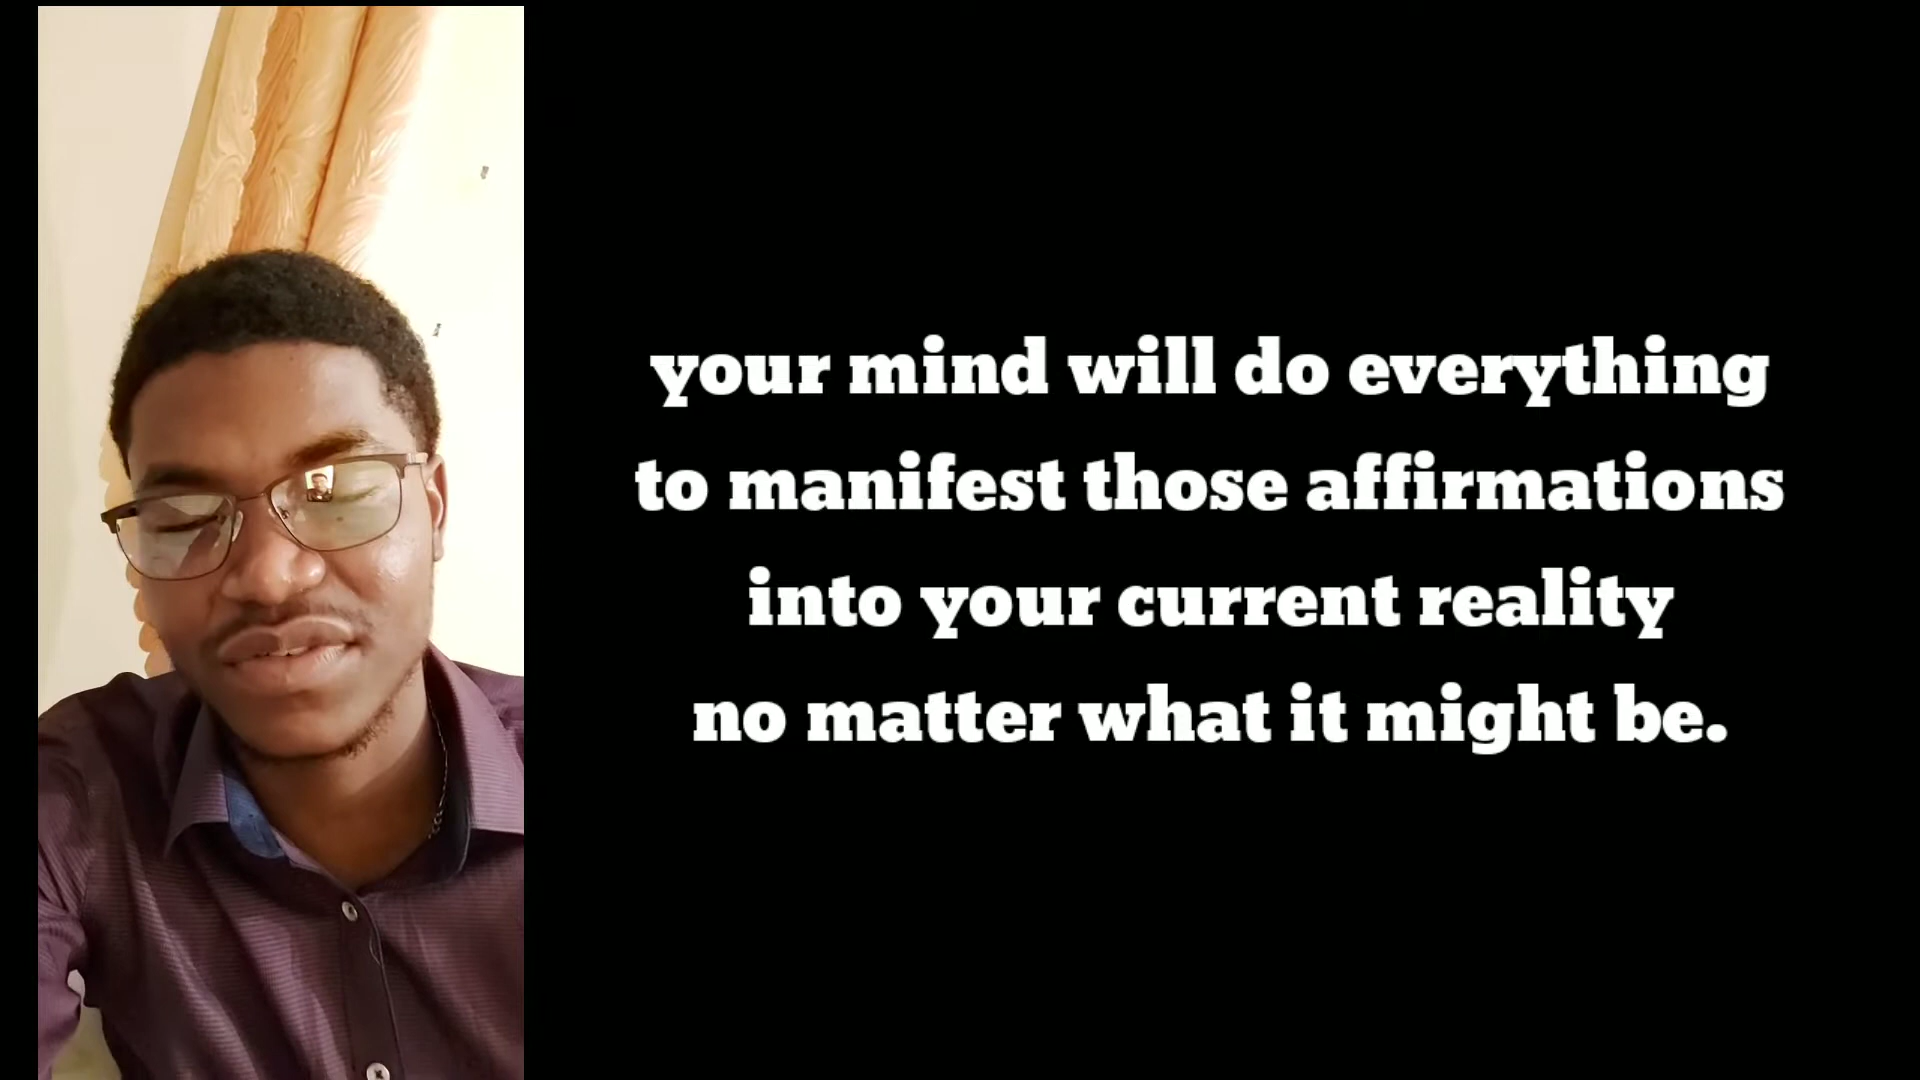 your mind will do everything
to manifest those affirmations
into your current reality
no matter what it might be.